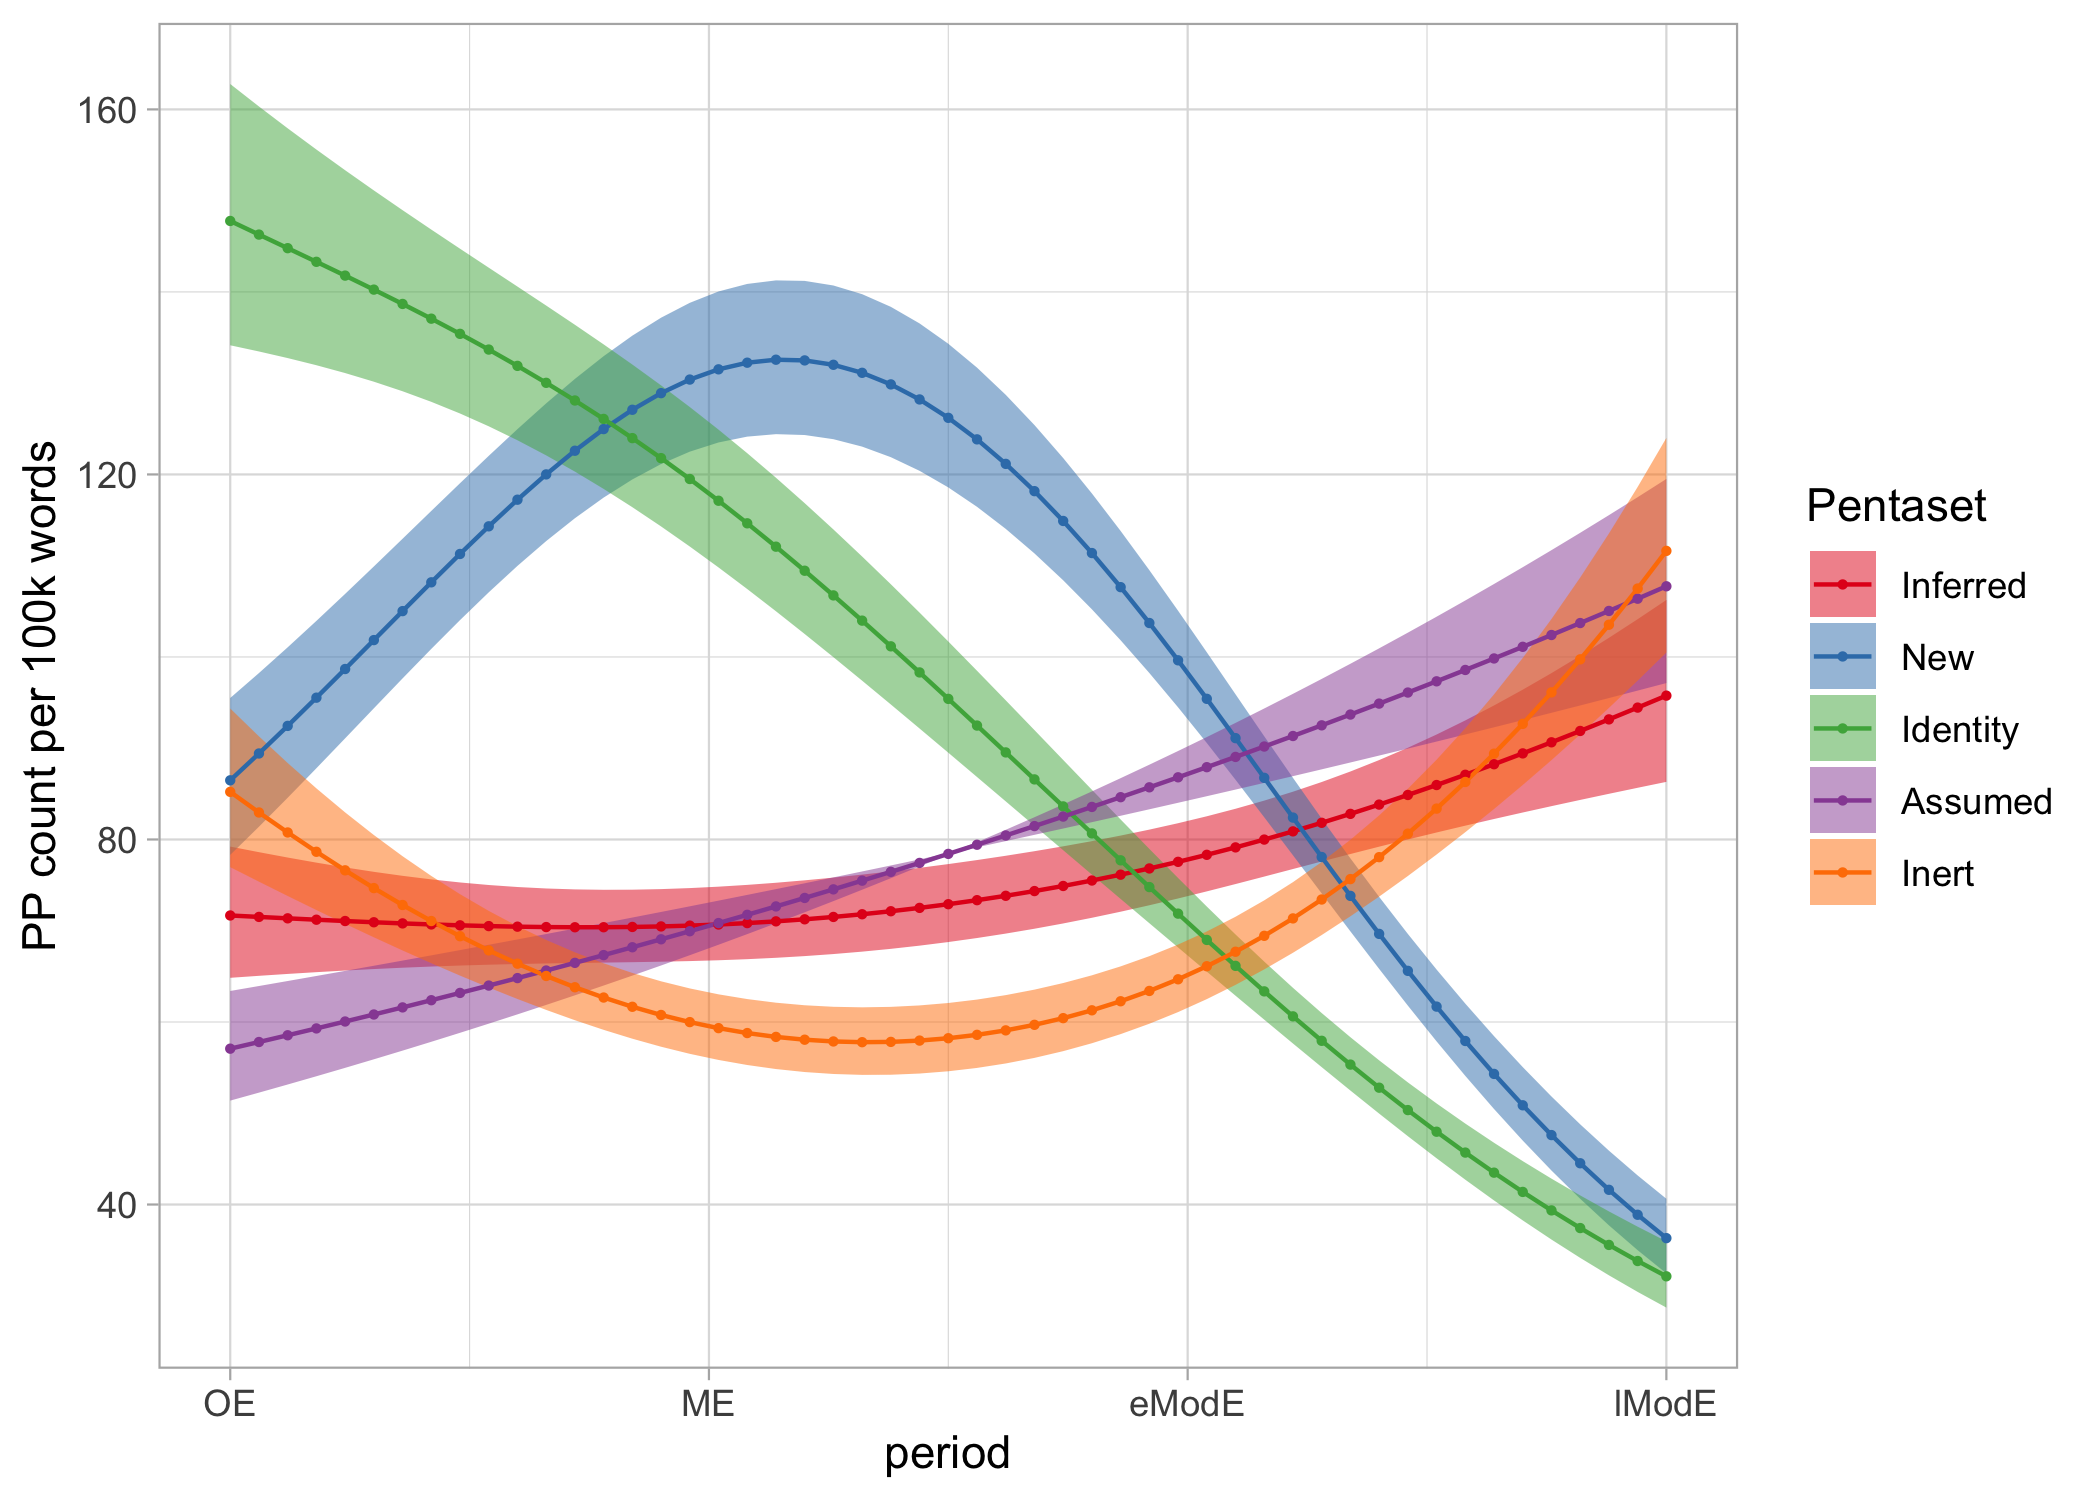 160
120
80
40
PP count per 100k words
OE
ME
eModE
lModE
period
Pentaset
Inferred
New
Identity
Assumed
Inert